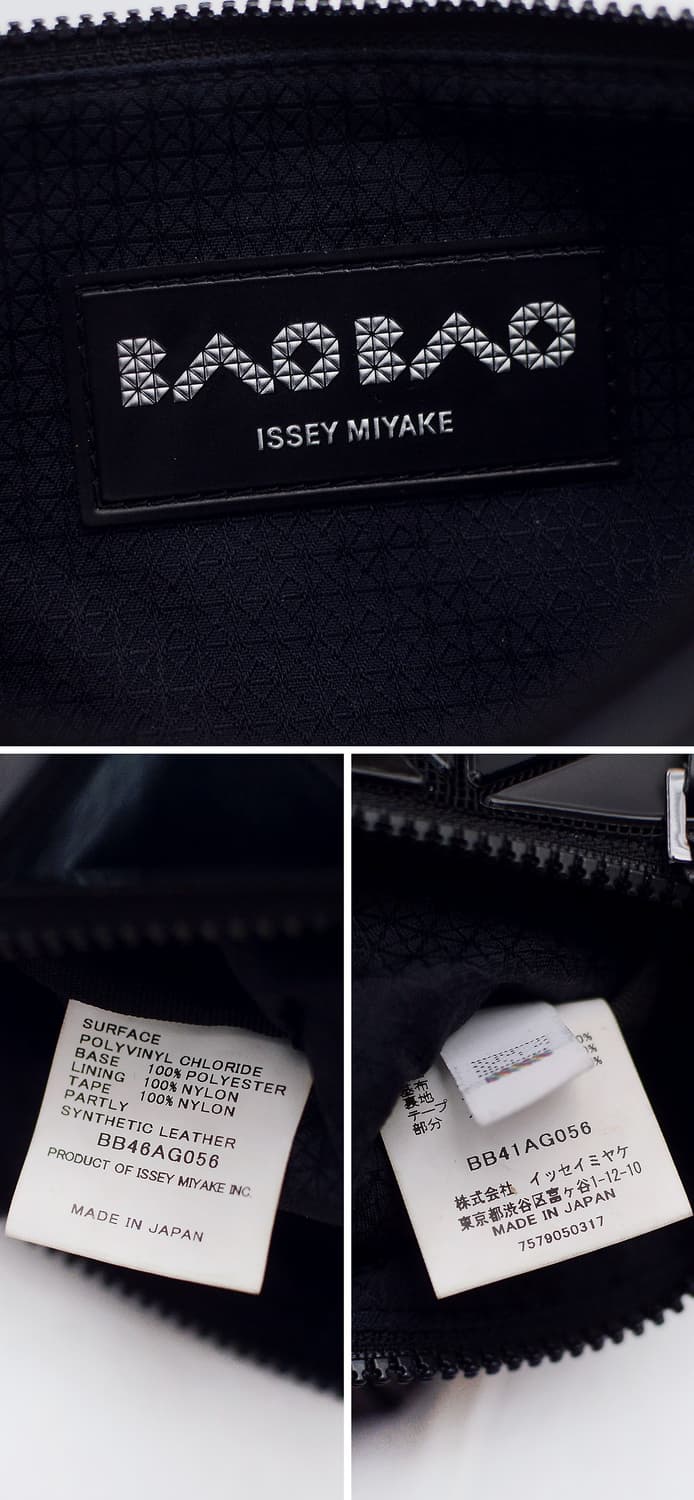 BAO BAO
ISSEY MIYAKE
SURFACE
POLYVINYL CHLORIDE
BASE 100% POLYESTER
LINING 100% NYLON
TAPE 100% NYLON
PARTLY
SYNTHETIC LEATHER
BB46AG056
PRODUCT OF ISSEY MIYAKE INC.
MADE IN JAPAN
裏地
テープ
部分
BB41AG056
株式会社 イッセイミヤケ
東京都渋谷区富ヶ谷1-12-10
MADE IN JAPAN
7579050317